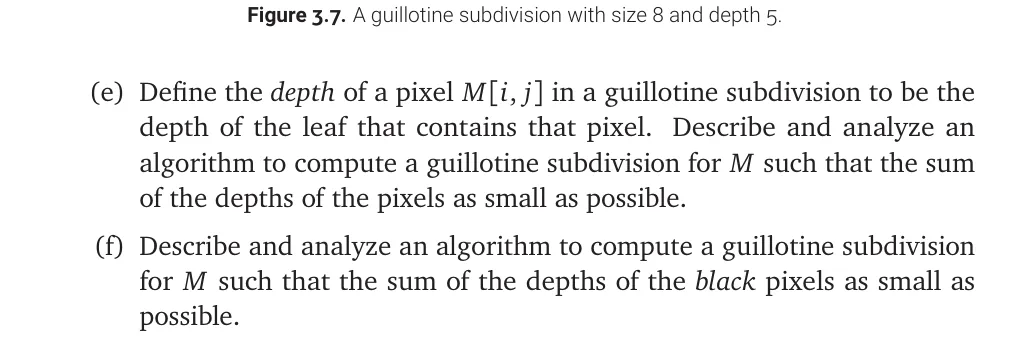 Figure 3.7. A guillotine subdivision with size 8 and depth 5.
(e) Define the depth of a pixel M[i, j] in a guillotine subdivision to be the
depth of the leaf that contains that pixel. Describe and analyze an
algorithm to compute a guillotine subdivision for M such that the sum
of the depths of the pixels as small as possible.
(f) Describe and analyze an algorithm to compute a guillotine subdivision
for M such that the sum of the depths of the black pixels as small as
possible.